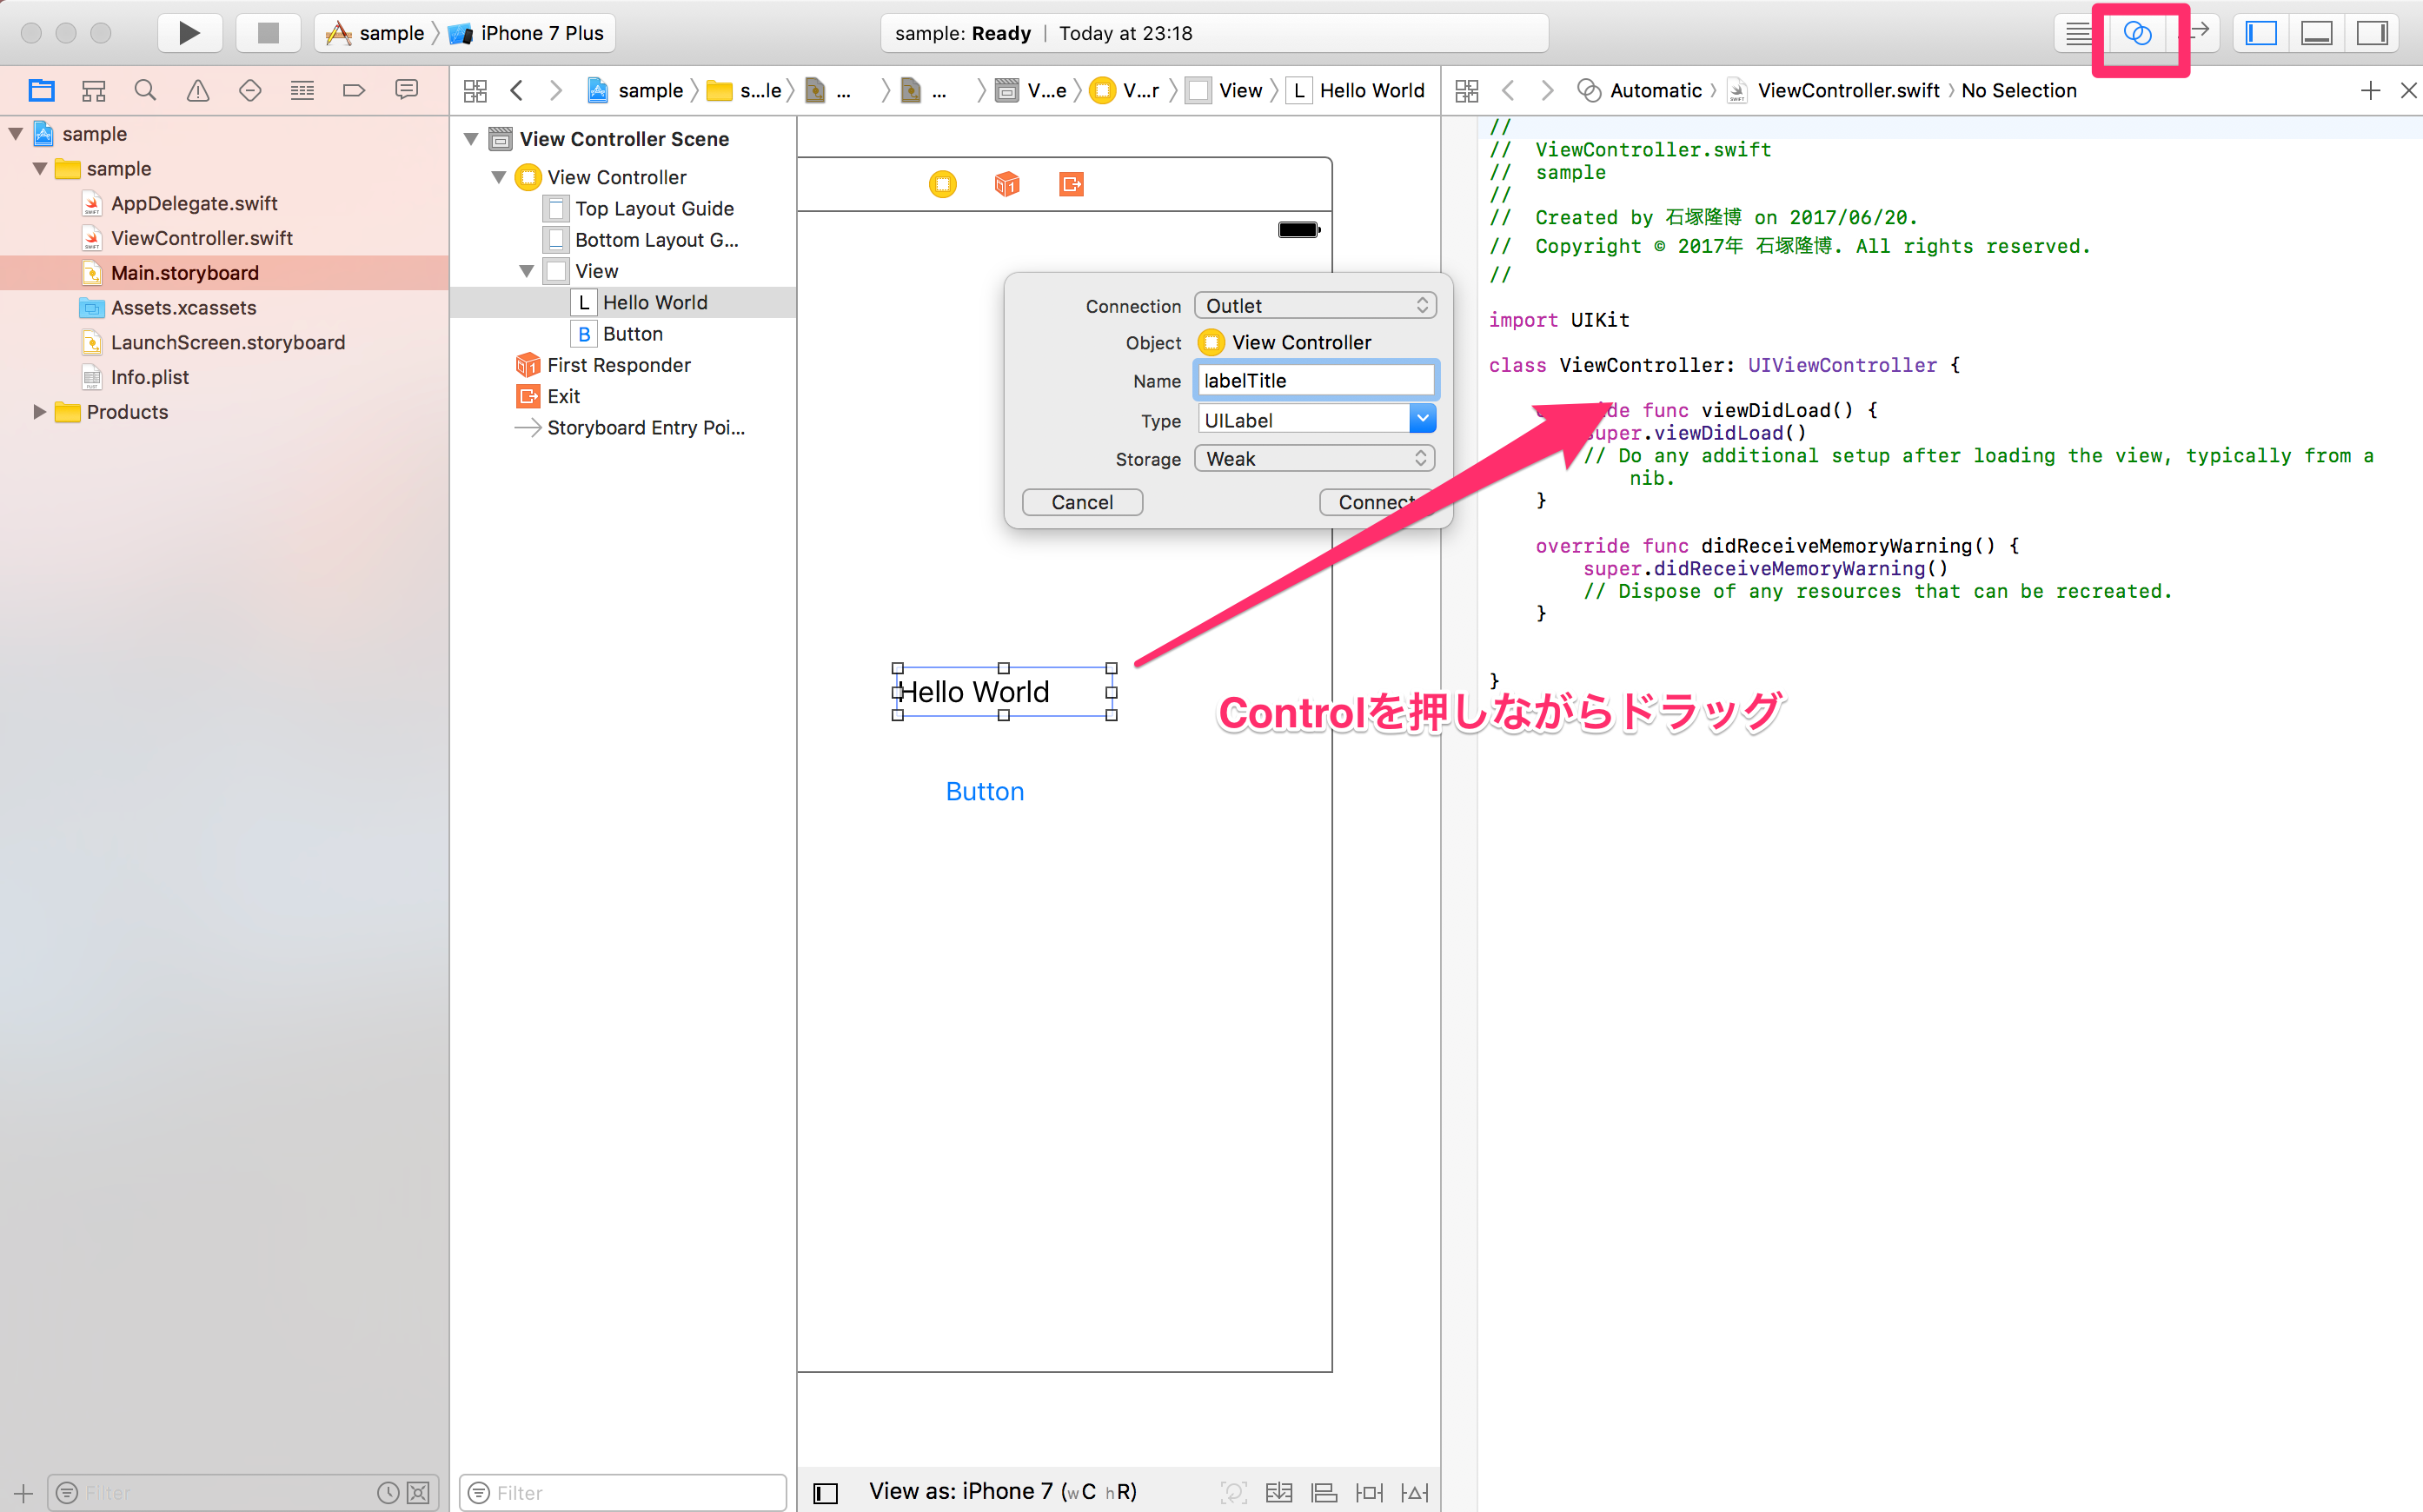 sample
iPhone 7 Plus
sample: Ready | Today at 23:18
sample
s...le
...
...
V...e
V...r
View
L
Hello World
Automatic
ViewController.swift
No Selection
sample
sample
AppDelegate.swift
ViewController.swift
Main.storyboard
Assets.xcassets
LaunchScreen.storyboard
Info.plist
Products
Filter
View Controller Scene
View Controller
Top Layout Guide
Bottom Layout G...
View
L Hello World
B Button
First Responder
Exit
Storyboard Entry Poi...
Filter
Connection Outlet
Object View Controller
Name labelTitle
Type UILabel
Storage Weak
Cancel
Connect
Hello World
Button
Controlを押しながらドラッグ
View as: iPhone 7 (wC hR)
//
//  ViewController.swift
//  sample
//
//  Created by 石塚隆博 on 2017/06/20.
//  Copyright © 2017年 石塚隆博. All rights reserved.
//
import UIKit
class ViewController: UIViewController {
de func viewDidLoad() {
super.viewDidLoad()
// Do any additional setup after loading the view, typically from a
nib.
}
override func didReceiveMemoryWarning() {
super.didReceiveMemoryWarning()
// Dispose of any resources that can be recreated.
}
}